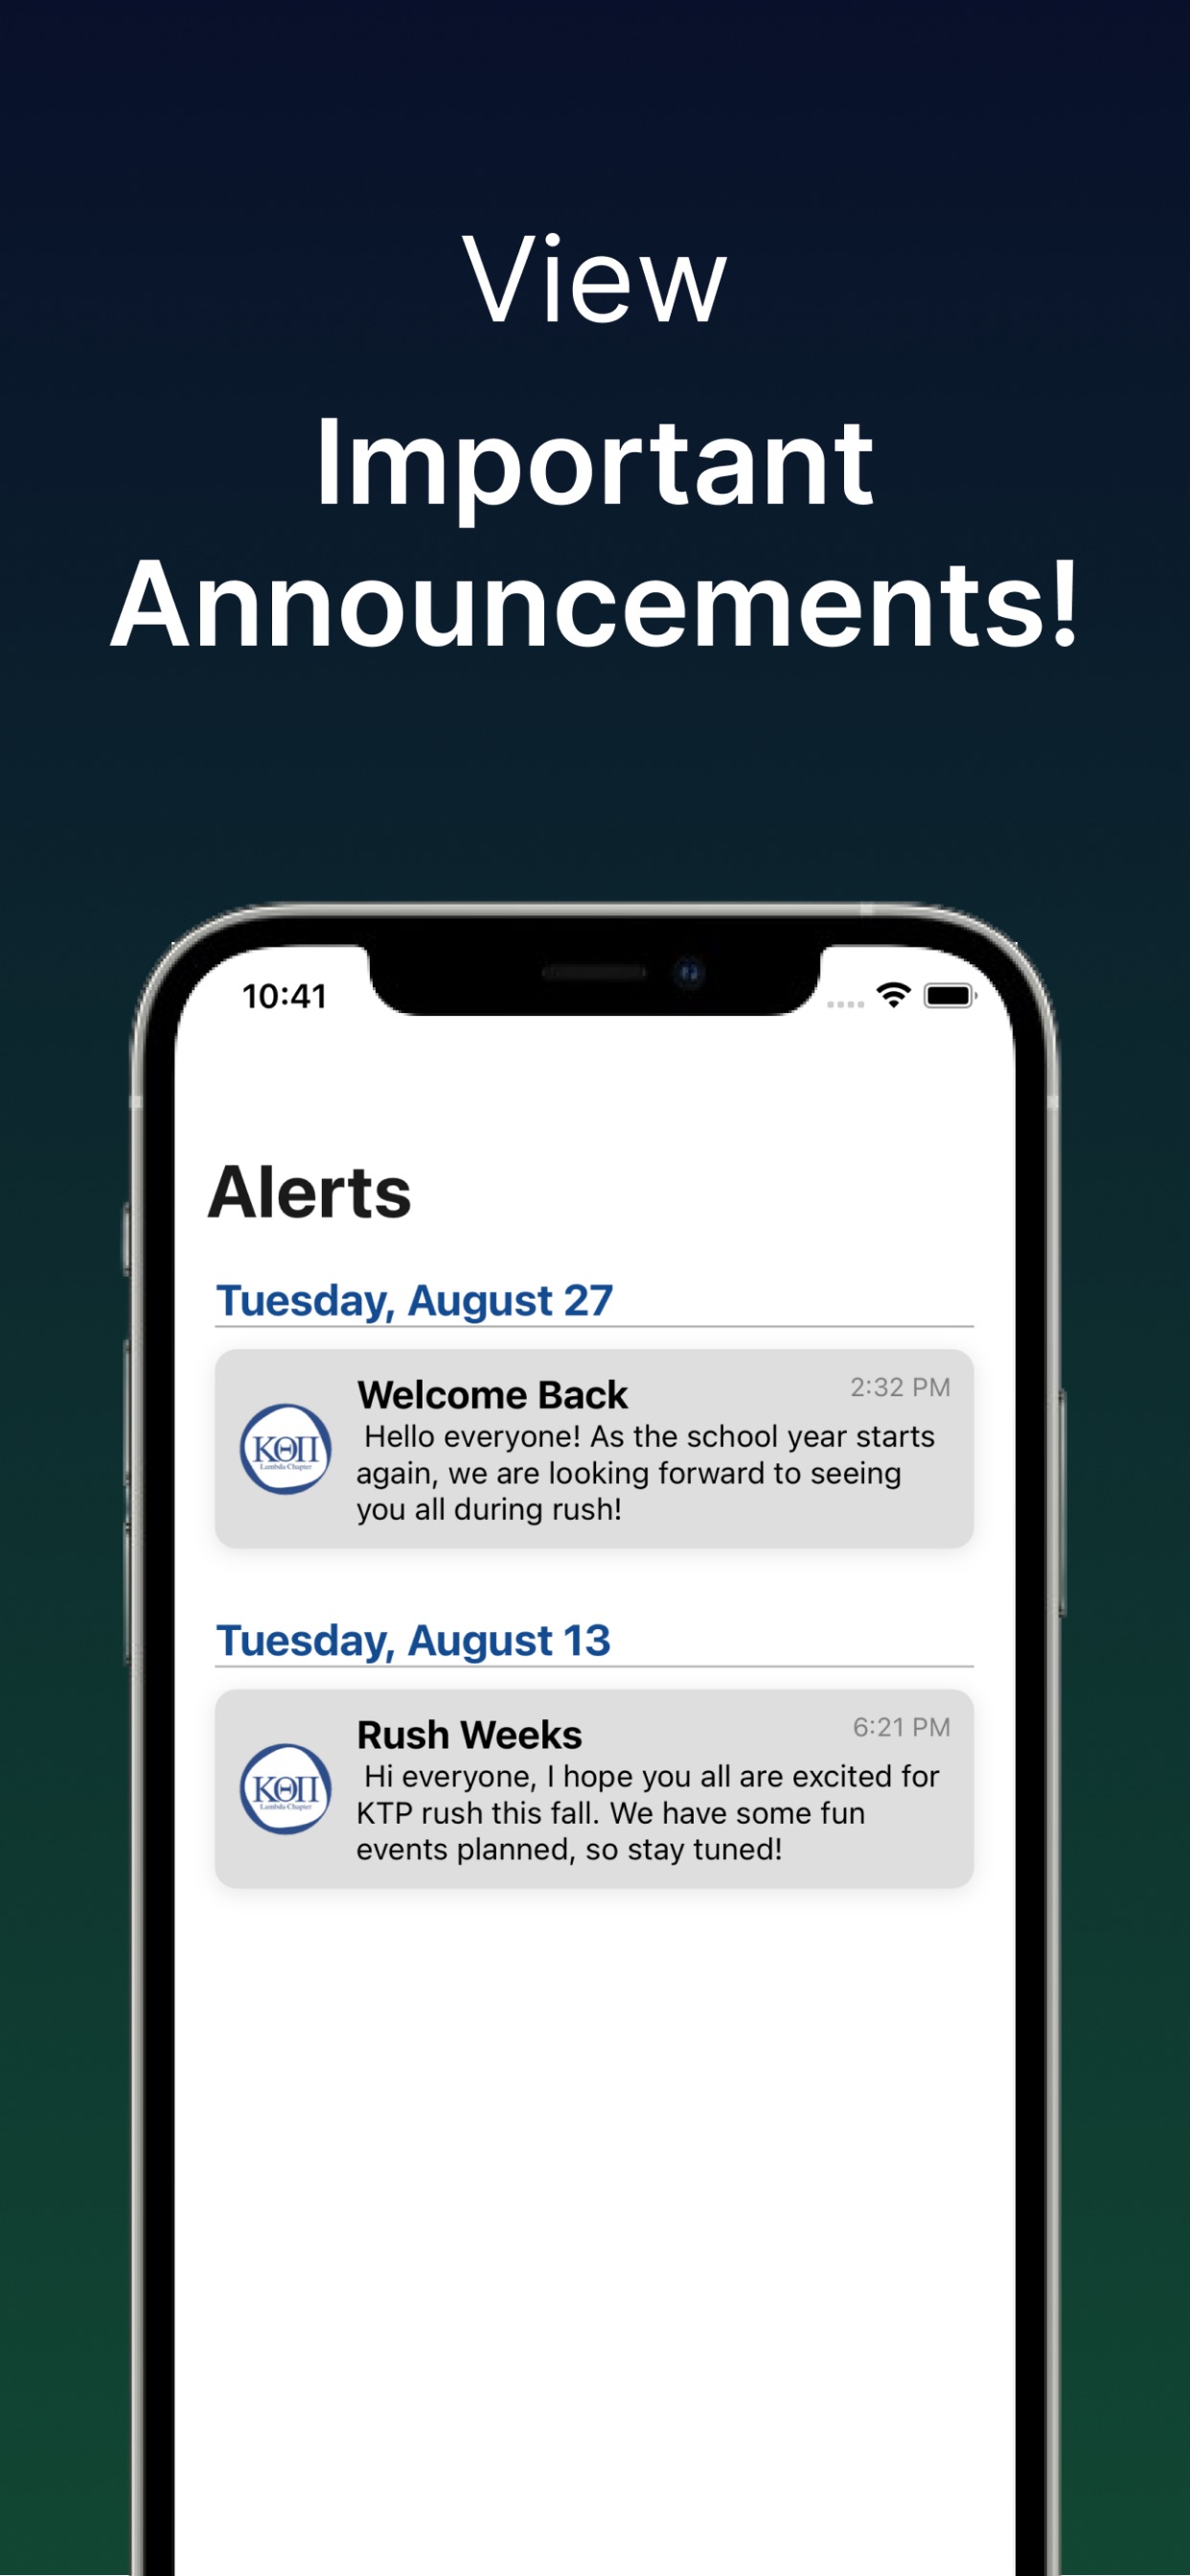 View
Important
Announcements!
10:41
Alerts
Tuesday, August 27
Welcome Back
2:32 PM
ΚΘΠ
Lambda Chapter
Hello everyone! As the school year starts
again, we are looking forward to seeing
you all during rush!
Tuesday, August 13
Rush Weeks
6:21 PM
ΚΘΠ
Lambda Chapter
Hi everyone, I hope you all are excited for
KTP rush this fall. We have some fun
events planned, so stay tuned!